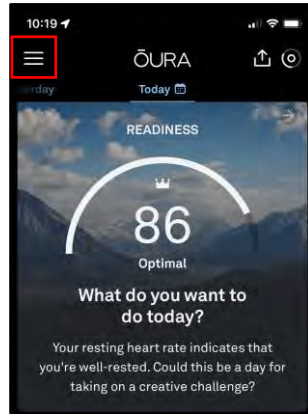 10:19
ŌURA
rday
Today
READINESS
86
Optimal
What do you want to
do today?
Your resting heart rate indicates that
you're well-rested. Could this be a day for
taking on a creative challenge?